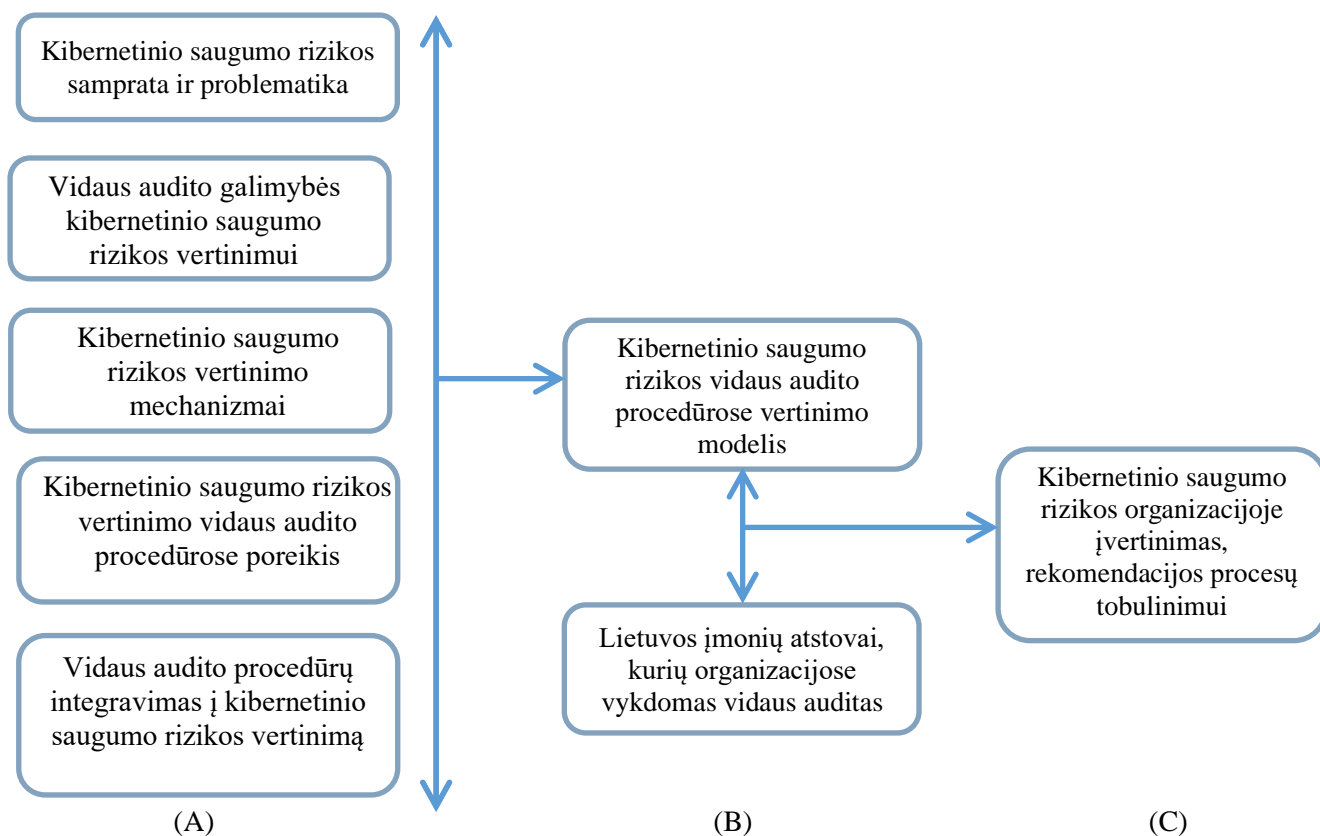 Kibernetinio saugumo rizikos
samprata ir problematika
Vidaus audito galimybės
kibernetinio saugumo
rizikos vertinimui
Kibernetinio saugumo
rizikos vertinimo
mechanizmai
Kibernetinio saugumo rizikos
vertinimo vidaus audito
procedūrose poreikis
Vidaus audito procedūrų
integravimas į kibernetinio
saugumo rizikos vertinimą
(A)
Kibernetinio saugumo
rizikos vidaus audito
procedūrose vertinimo
modelis
Lietuvos įmonių atstovai,
kurių organizacijose
vykdomas vidaus auditas
(B)
Kibernetinio saugumo
rizikos organizacijoje
įvertinimas,
rekomendacijos procesų
tobulinimui
(C)